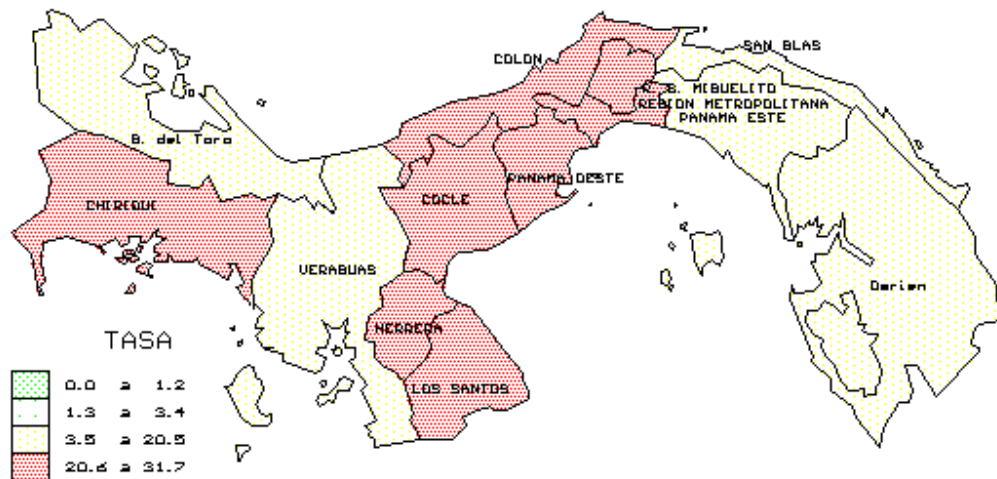 SAN BLAS
COLON
R. S. MIGUELITO
REGION METROPOLITANA
PANAMA ESTE
B. del Toro
PANAMA OESTE
CHIRIQUI
COCLE
VERAGUAS
Darien
HERRERA
TASA
LOS SANTOS
0.0 a 1.2
1.3 a 3.4
3.5 a 20.5
20.6 a 31.7